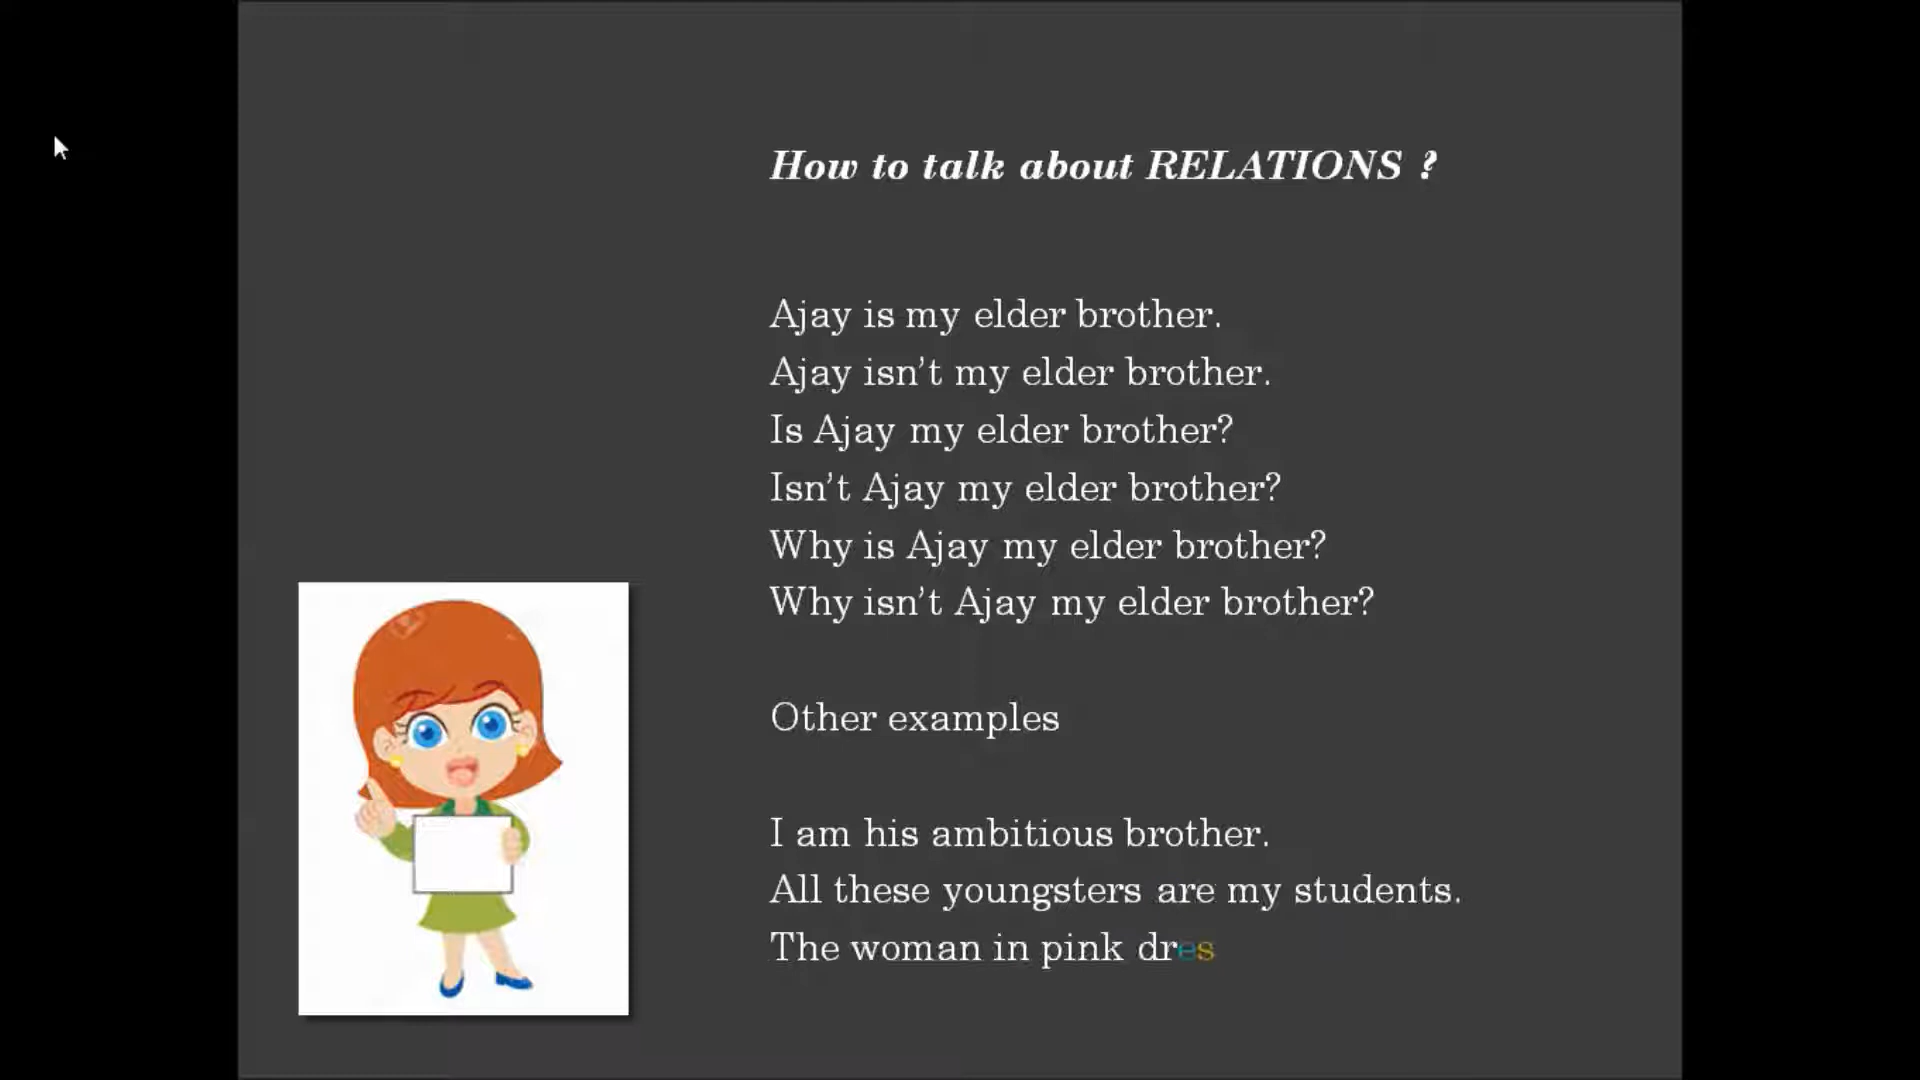 How to talk about RELATIONS ?
Ajay is my elder brother.
Ajay isn’t my elder brother.
Is Ajay my elder brother?
Isn’t Ajay my elder brother?
Why is Ajay my elder brother?
Why isn’t Ajay my elder brother?
Other examples
I am his ambitious brother.
All these youngsters are my students.
The woman in pink dres